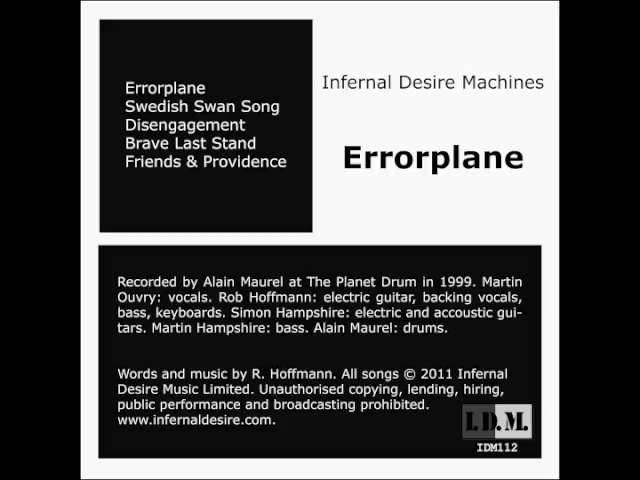 Errorplane
Swedish Swan Song
Disengagement
Brave Last Stand
Friends & Providence
Infernal Desire Machines
Errorplane
Recorded by Alain Maurel at The Planet Drum in 1999. Martin
Ouvry: vocals. Rob Hoffmann: electric guitar, backing vocals,
bass, keyboards. Simon Hampshire: electric and accoustic gui-
tars. Martin Hampshire: bass. Alain Maurel: drums.
Words and music by R. Hoffmann. All songs © 2011 Infernal
Desire Music Limited. Unauthorised copying, lending, hiring,
public performance and broadcasting prohibited.
www.infernaldesire.com.
I.D.M.
IDM112